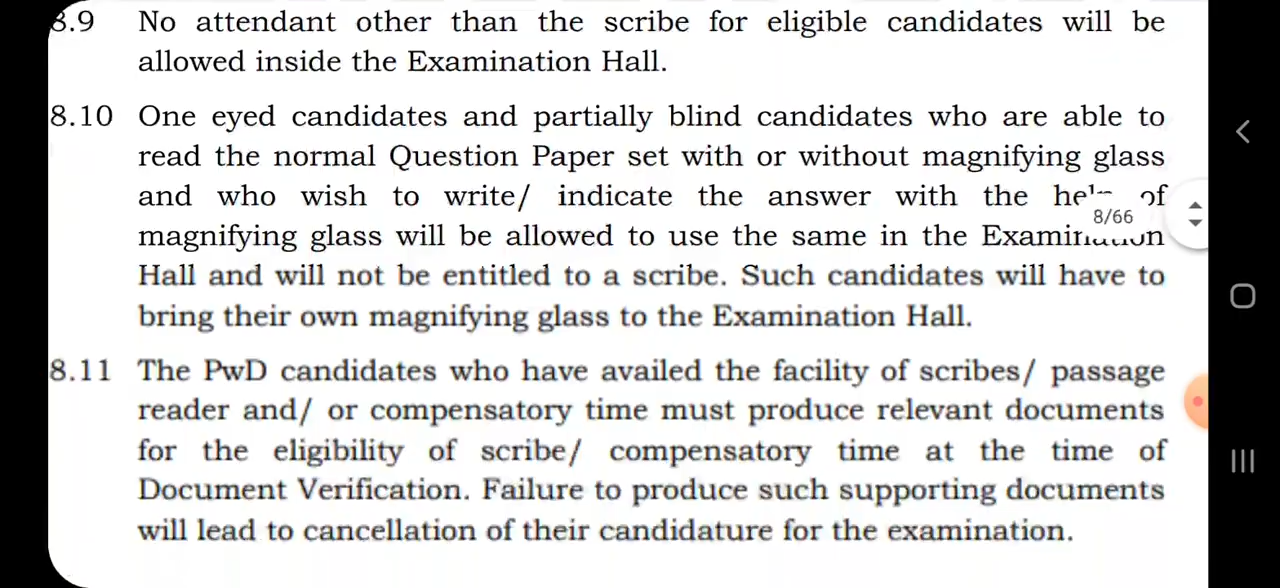 8.9 No attendant other than the scribe for eligible candidates will be
allowed inside the Examination Hall.
8.10 One eyed candidates and partially blind candidates who are able to
read the normal Question Paper set with or without magnifying glass
and who wish to write/ indicate the answer with the help of
8/66
magnifying glass will be allowed to use the same in the Examination
Hall and will not be entitled to a scribe. Such candidates will have to
bring their own magnifying glass to the Examination Hall.
8.11 The PwD candidates who have availed the facility of scribes/ passage
reader and/ or compensatory time must produce relevant documents
for the eligibility of scribe/ compensatory time at the time of
Document Verification. Failure to produce such supporting documents
will lead to cancellation of their candidature for the examination.